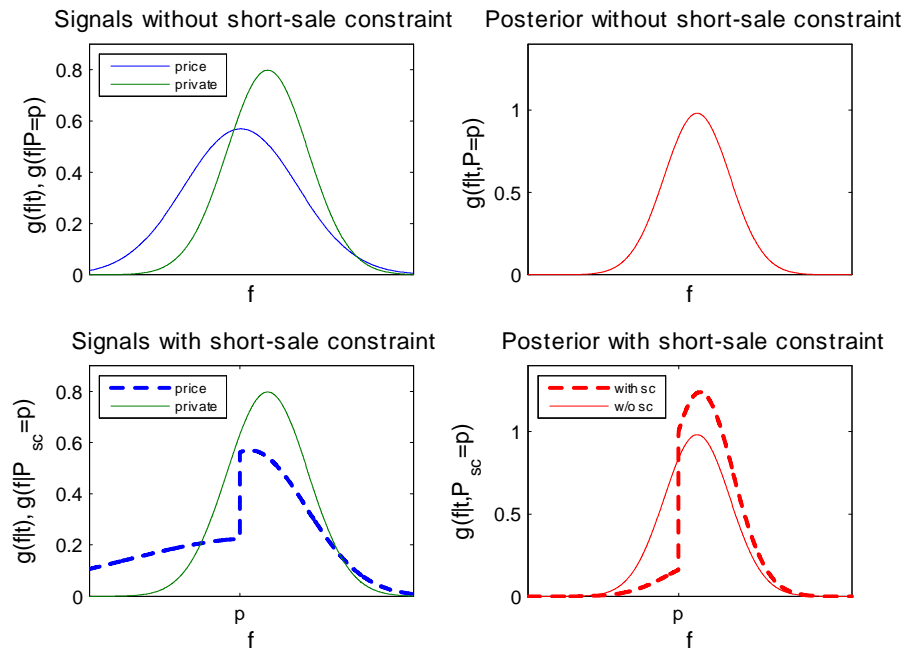 Signals without short-sale constraint
g(f|t), g(f|P=p)
0.8
0.6
0.4
0.2
0
price
private
f
Posterior without short-sale constraint
g(f|t,P=p)
1
0.5
0
f
Signals with short-sale constraint
g(f|t), g(f|P_sc=p)
0.8
0.6
0.4
0.2
0
price
private
p
f
Posterior with short-sale constraint
g(f|t,P_sc=p)
1
0.5
0
with sc
w/o sc
p
f